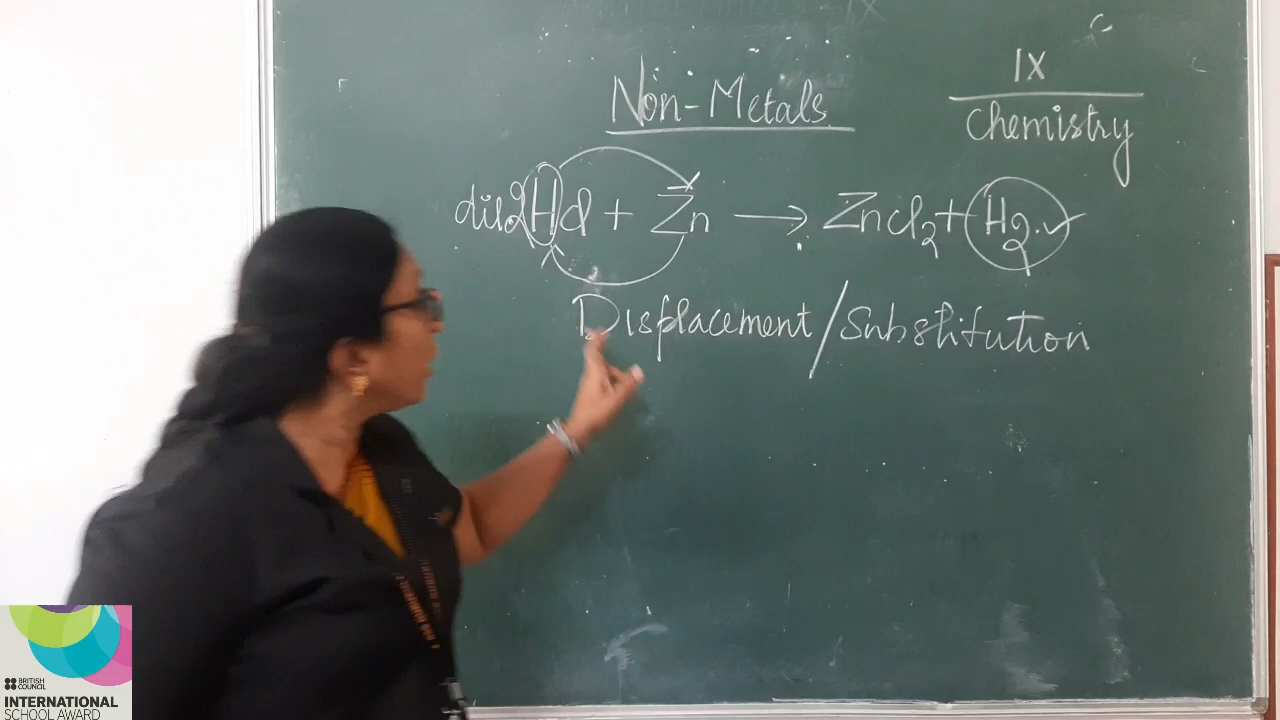 Non-Metals
IX
Chemistry
dil 2HCl + Zn → ZnCl2 + H2.
Displacement/Substitution
BRITISH
COUNCIL
INTERNATIONAL
SCHOOL AWARD